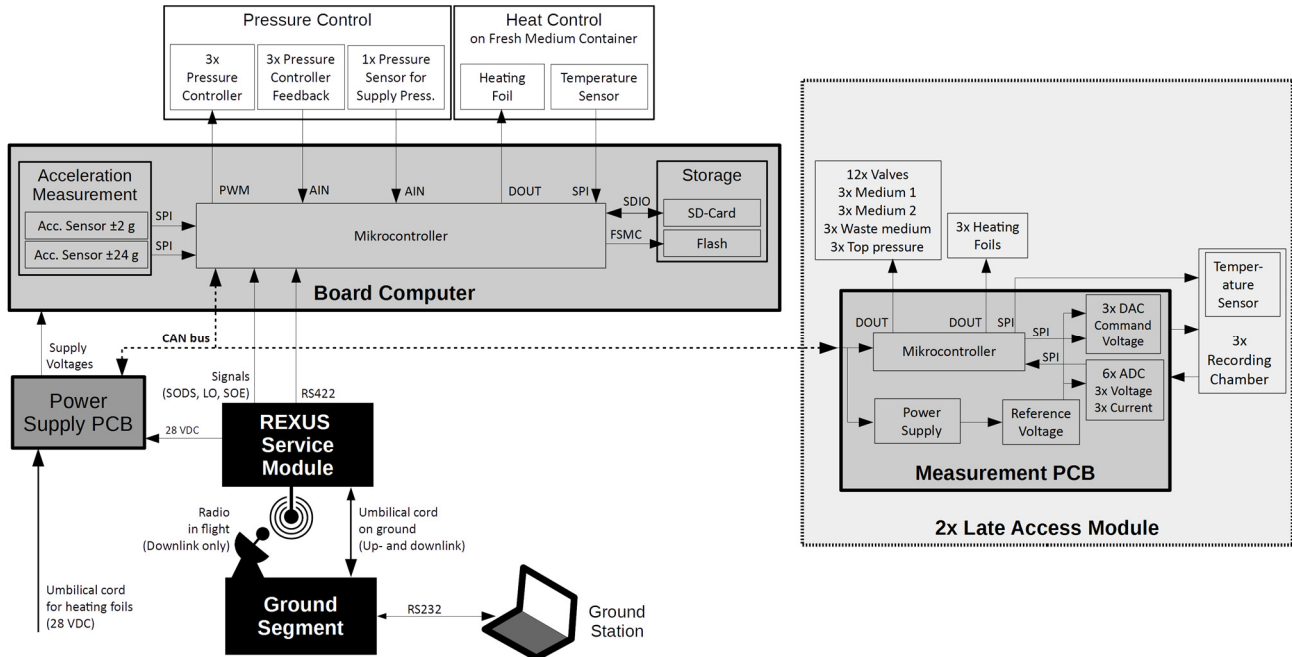 Pressure Control
3x
Pressure
Controller
3x Pressure
Controller
Feedback
1x Pressure
Sensor for
Supply Press.
Heat Control
on Fresh Medium Container
Heating
Foil
Temperature
Sensor
Acceleration
Measurement
Acc. Sensor ±2 g
Acc. Sensor ±24 g
SPI
SPI
PWM
AIN
AIN
DOUT
SPI
Mikrocontroller
SDIO
FSMC
Storage
SD-Card
Flash
Board Computer
Supply
Voltages
CAN bus
Signals
(SODS, LO, SOE)
RS422
Power
Supply PCB
28 VDC
REXUS
Service
Module
Radio
in flight
(Downlink only)
Umbilical cord
on ground
(Up- and downlink)
Umbilical cord
for heating foils
(28 VDC)
Ground
Segment
RS232
Ground
Station
12x Valves
3x Medium 1
3x Medium 2
3x Waste medium
3x Top pressure
3x Heating
Foils
Temper-
ature
Sensor
3x
Recording
Chamber
DOUT
DOUT
SPI
Mikrocontroller
SPI
SPI
3x DAC
Command
Voltage
6x ADC
3x Voltage
3x Current
Power
Supply
Reference
Voltage
Measurement PCB
2x Late Access Module